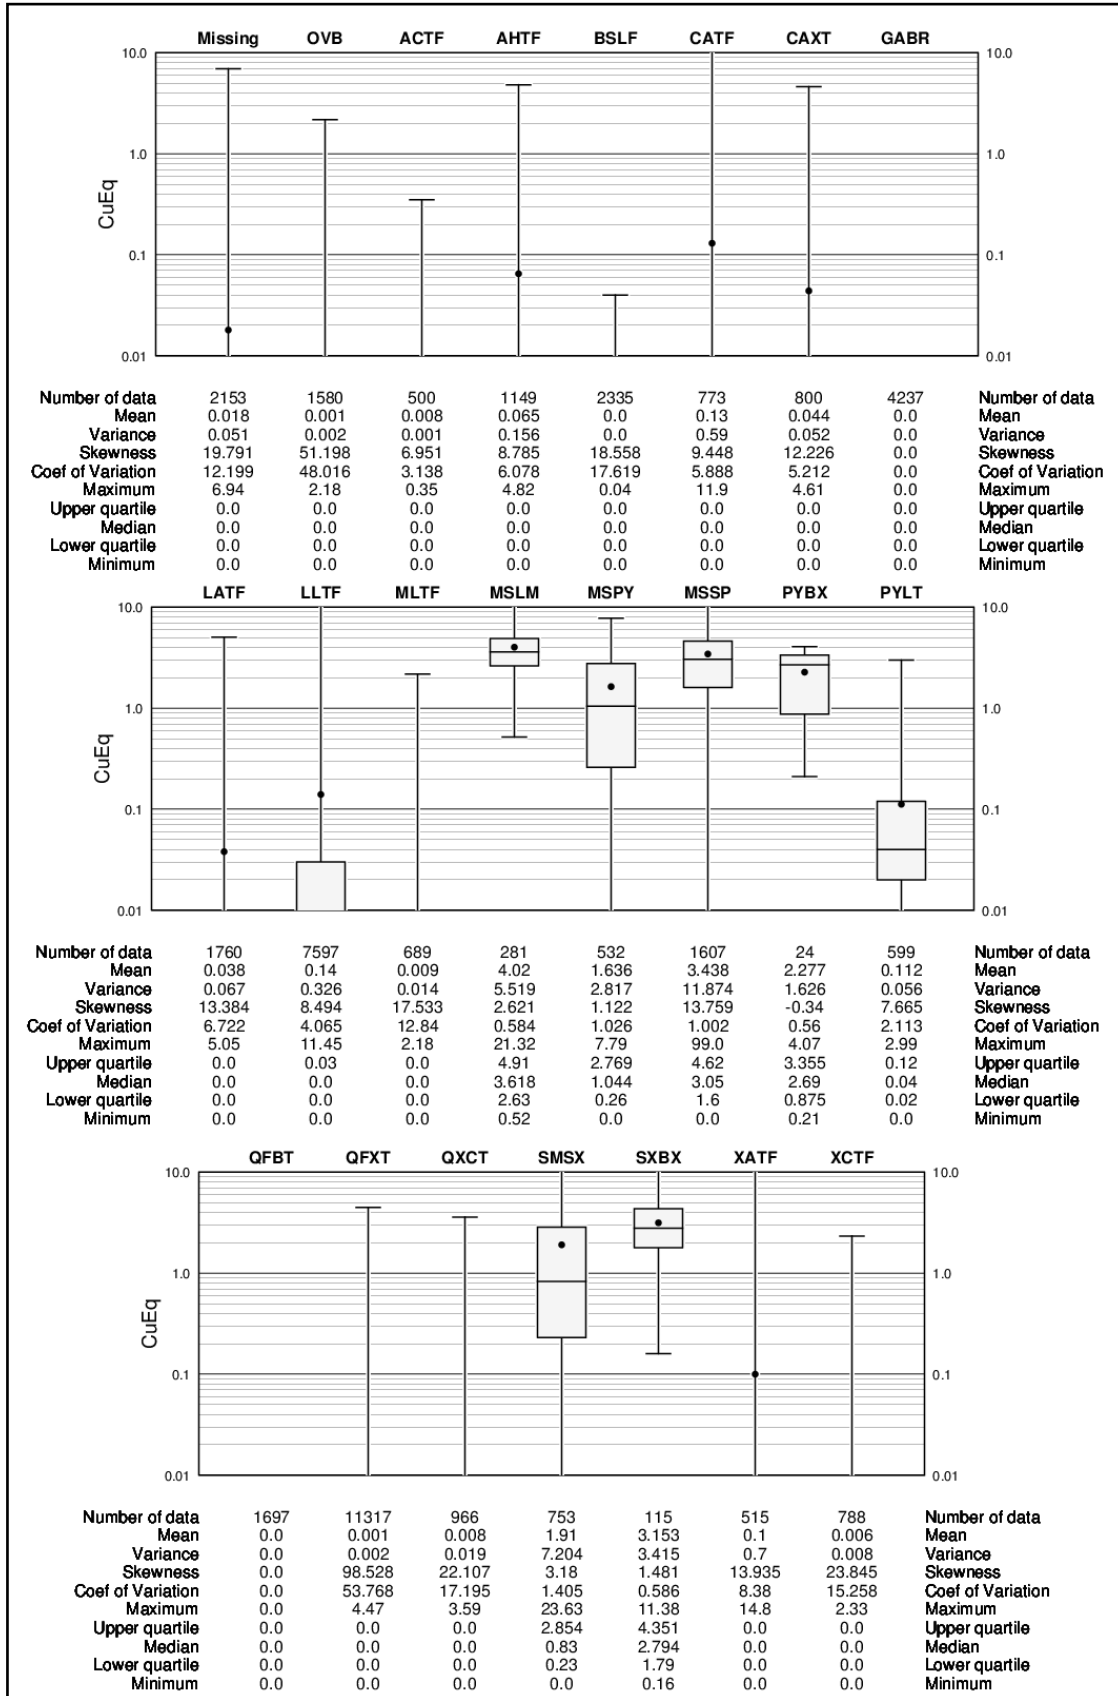 Missing OVB ACTF AHTF BSLF CATF CAXT GABR
10.0 10.0
1.0 1.0
CuEq
0.1 0.1
0.01 0.01
Number of data 2153 1580 500 1149 2335 773 800 4237 Number of data
Mean 0.018 0.001 0.008 0.065 0.0 0.13 0.044 0.0 Mean
Variance 0.051 0.002 0.001 0.156 0.0 0.59 0.052 0.0 Variance
Skewness 19.791 51.198 6.951 8.785 18.558 9.448 12.226 0.0 Skewness
Coef of Variation 12.199 48.016 3.138 6.078 17.619 5.888 5.212 0.0 Coef of Variation
Maximum 6.94 2.18 0.35 4.82 0.04 11.9 4.61 0.0 Maximum
Upper quartile 0.0 0.0 0.0 0.0 0.0 0.0 0.0 0.0 Upper quartile
Median 0.0 0.0 0.0 0.0 0.0 0.0 0.0 0.0 Median
Lower quartile 0.0 0.0 0.0 0.0 0.0 0.0 0.0 0.0 Lower quartile
Minimum 0.0 0.0 0.0 0.0 0.0 0.0 0.0 0.0 Minimum
LATF LLTF MLTF MSLM MSPY MSSP PYBX PYLT
10.0 10.0
1.0 1.0
CuEq
0.1 0.1
0.01 0.01
Number of data 1760 7597 689 281 532 1607 24 599 Number of data
Mean 0.038 0.14 0.009 4.02 1.636 3.438 2.277 0.112 Mean
Variance 0.067 0.326 0.014 5.519 2.817 11.874 1.626 0.056 Variance
Skewness 13.384 8.494 17.533 2.621 1.122 13.759 -0.34 7.665 Skewness
Coef of Variation 6.722 4.065 12.84 0.584 1.026 1.002 0.56 2.113 Coef of Variation
Maximum 5.05 11.45 2.18 21.32 7.79 99.0 4.07 2.99 Maximum
Upper quartile 0.0 0.03 0.0 4.91 2.769 4.62 3.355 0.12 Upper quartile
Median 0.0 0.0 0.0 3.618 1.044 3.05 2.69 0.04 Median
Lower quartile 0.0 0.0 0.0 2.63 0.26 1.6 0.875 0.02 Lower quartile
Minimum 0.0 0.0 0.0 0.52 0.0 0.0 0.21 0.0 Minimum
QFBT QFXT QXCT SMSX SXBX XATF XCTF
10.0 10.0
1.0 1.0
CuEq
0.1 0.1
0.01 0.01
Number of data 1697 11317 966 753 115 515 788 Number of data
Mean 0.0 0.001 0.008 1.91 3.153 0.1 0.006 Mean
Variance 0.0 0.002 0.019 7.204 3.415 0.7 0.008 Variance
Skewness 0.0 98.528 22.107 3.18 1.481 13.935 23.845 Skewness
Coef of Variation 0.0 53.768 17.195 1.405 0.586 8.38 15.258 Coef of Variation
Maximum 0.0 4.47 3.59 23.63 11.38 14.8 2.33 Maximum
Upper quartile 0.0 0.0 0.0 2.854 4.351 0.0 0.0 Upper quartile
Median 0.0 0.0 0.0 0.83 2.794 0.0 0.0 Median
Lower quartile 0.0 0.0 0.0 0.23 1.79 0.0 0.0 Lower quartile
Minimum 0.0 0.0 0.0 0.0 0.16 0.0 0.0 Minimum